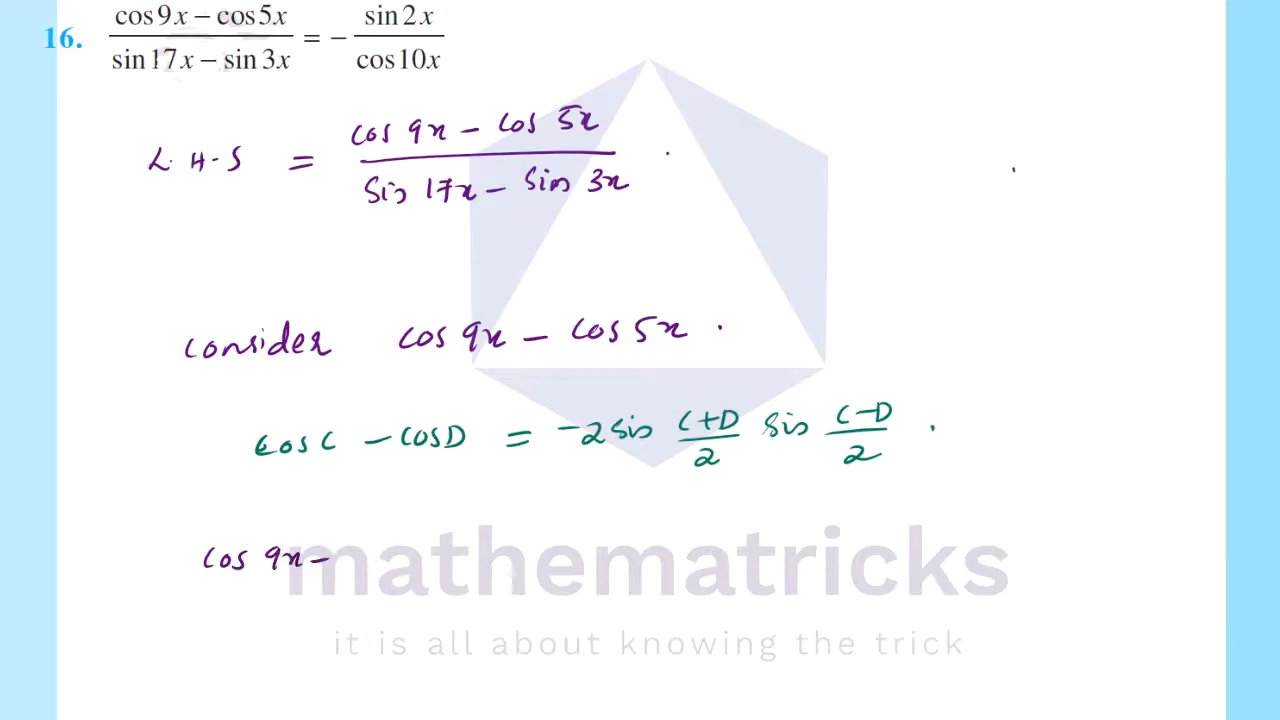 16. (cos 9x − cos 5x)/(sin 17x − sin 3x) = − (sin 2x)/(cos 10x)
L.H.S = (cos 9x − cos 5x)/(sin 17x − sin 3x) .
consider cos 9x − cos 5x .
cos C − cos D = −2 sin (C+D)/2 sin (C−D)/2 .
cos 9x −
mathematricks
it is all about knowing the trick